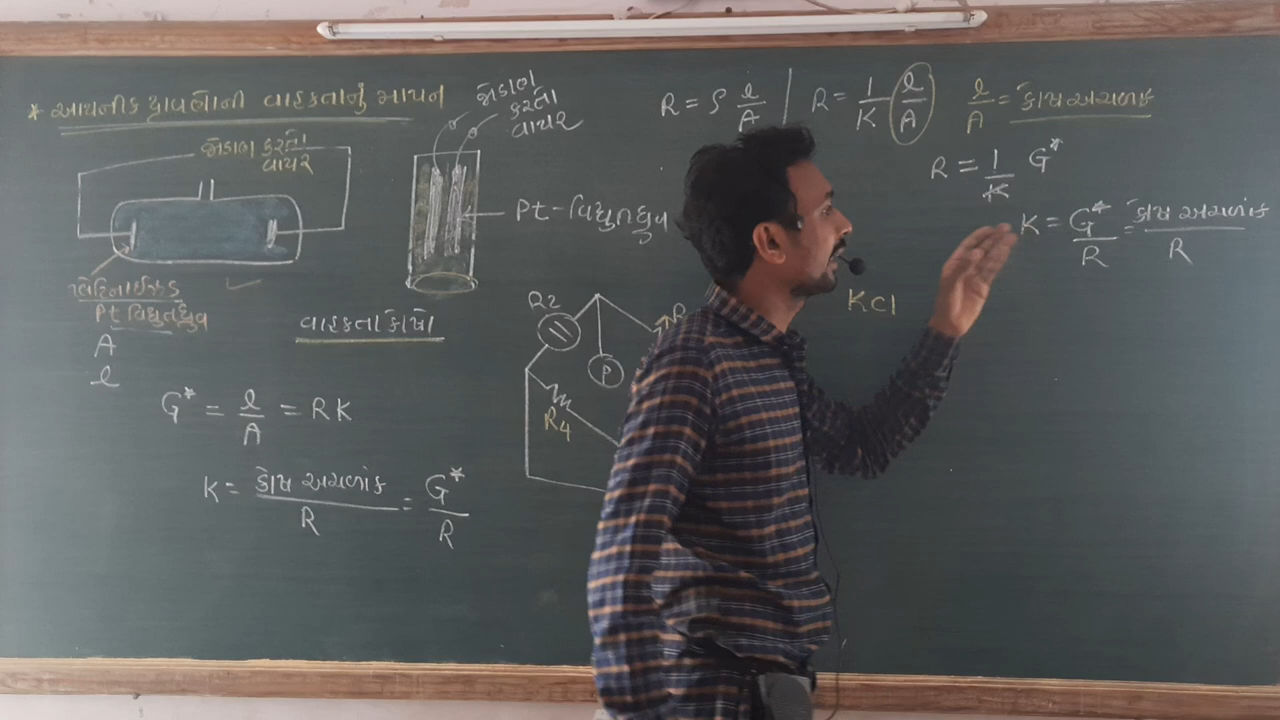 * આયનીક દ્રાવણોની વાહકતાનું માપન
જોડાણ કરતો વાયર
Pt વિદ્યુતધ્રુવ
A
l
G* = l/A = RK
K = કોષ અચળાંક/R = G*/R
જોડાણ
કરતો
વાયર
Pt-વિદ્યુતધ્રુવ
વાહકતા કોષો
R2
P
R4
KCl
R = ρ l/A
R = 1/K l/A
l/A = કોષ અચળાંક
R = 1/K G*
K = G*/R = કોષ અચળાંક/R